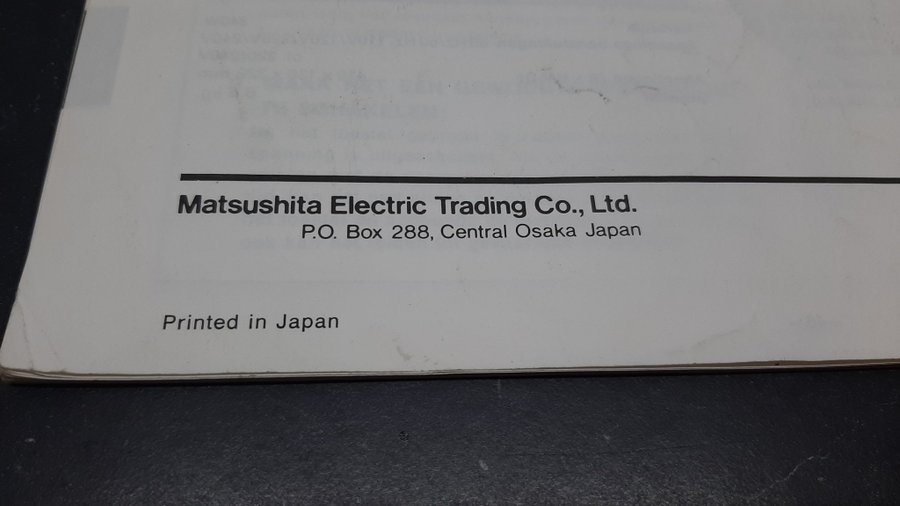 Matsushita Electric Trading Co., Ltd.
P.O. Box 288, Central Osaka Japan
Printed in Japan